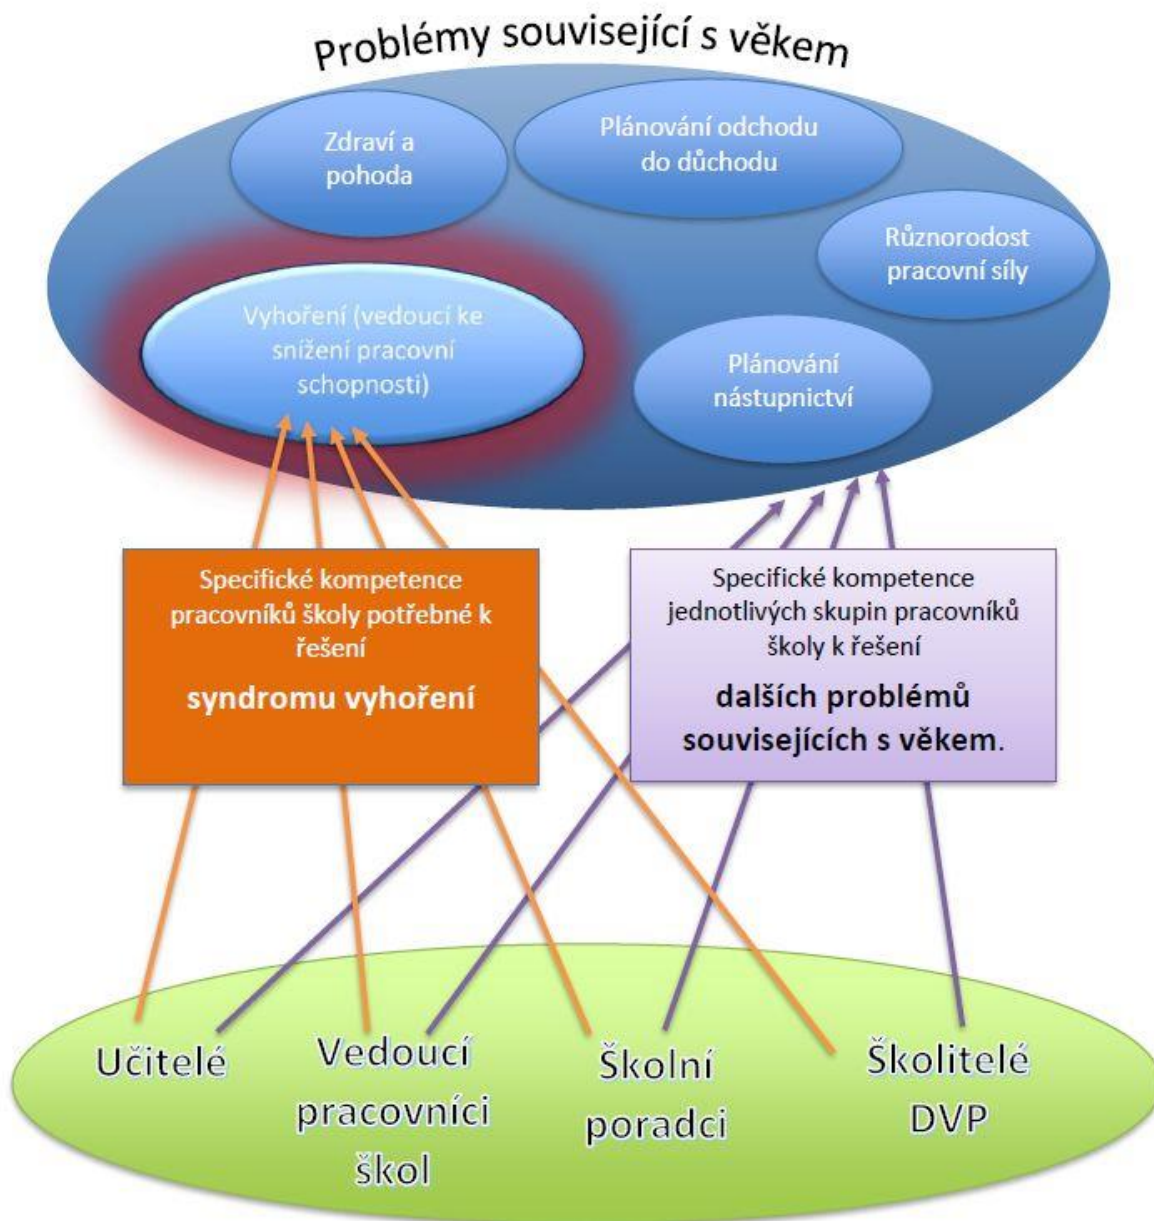 Problémy související s věkem
Zdraví a
pohoda
Plánování odchodu
do důchodu
Různorodost
pracovní síly
Vyhoření (vedoucí ke
snížení pracovní
schopnosti)
Plánování
nástupnictví
Specifické kompetence
pracovníků školy potřebné k
řešení
syndromu vyhoření
Specifické kompetence
jednotlivých skupin pracovníků
školy k řešení
dalších problémů
souvisejících s věkem.
Učitelé
Vedoucí
pracovníci
škol
Školní
poradci
Školitelé
DVP